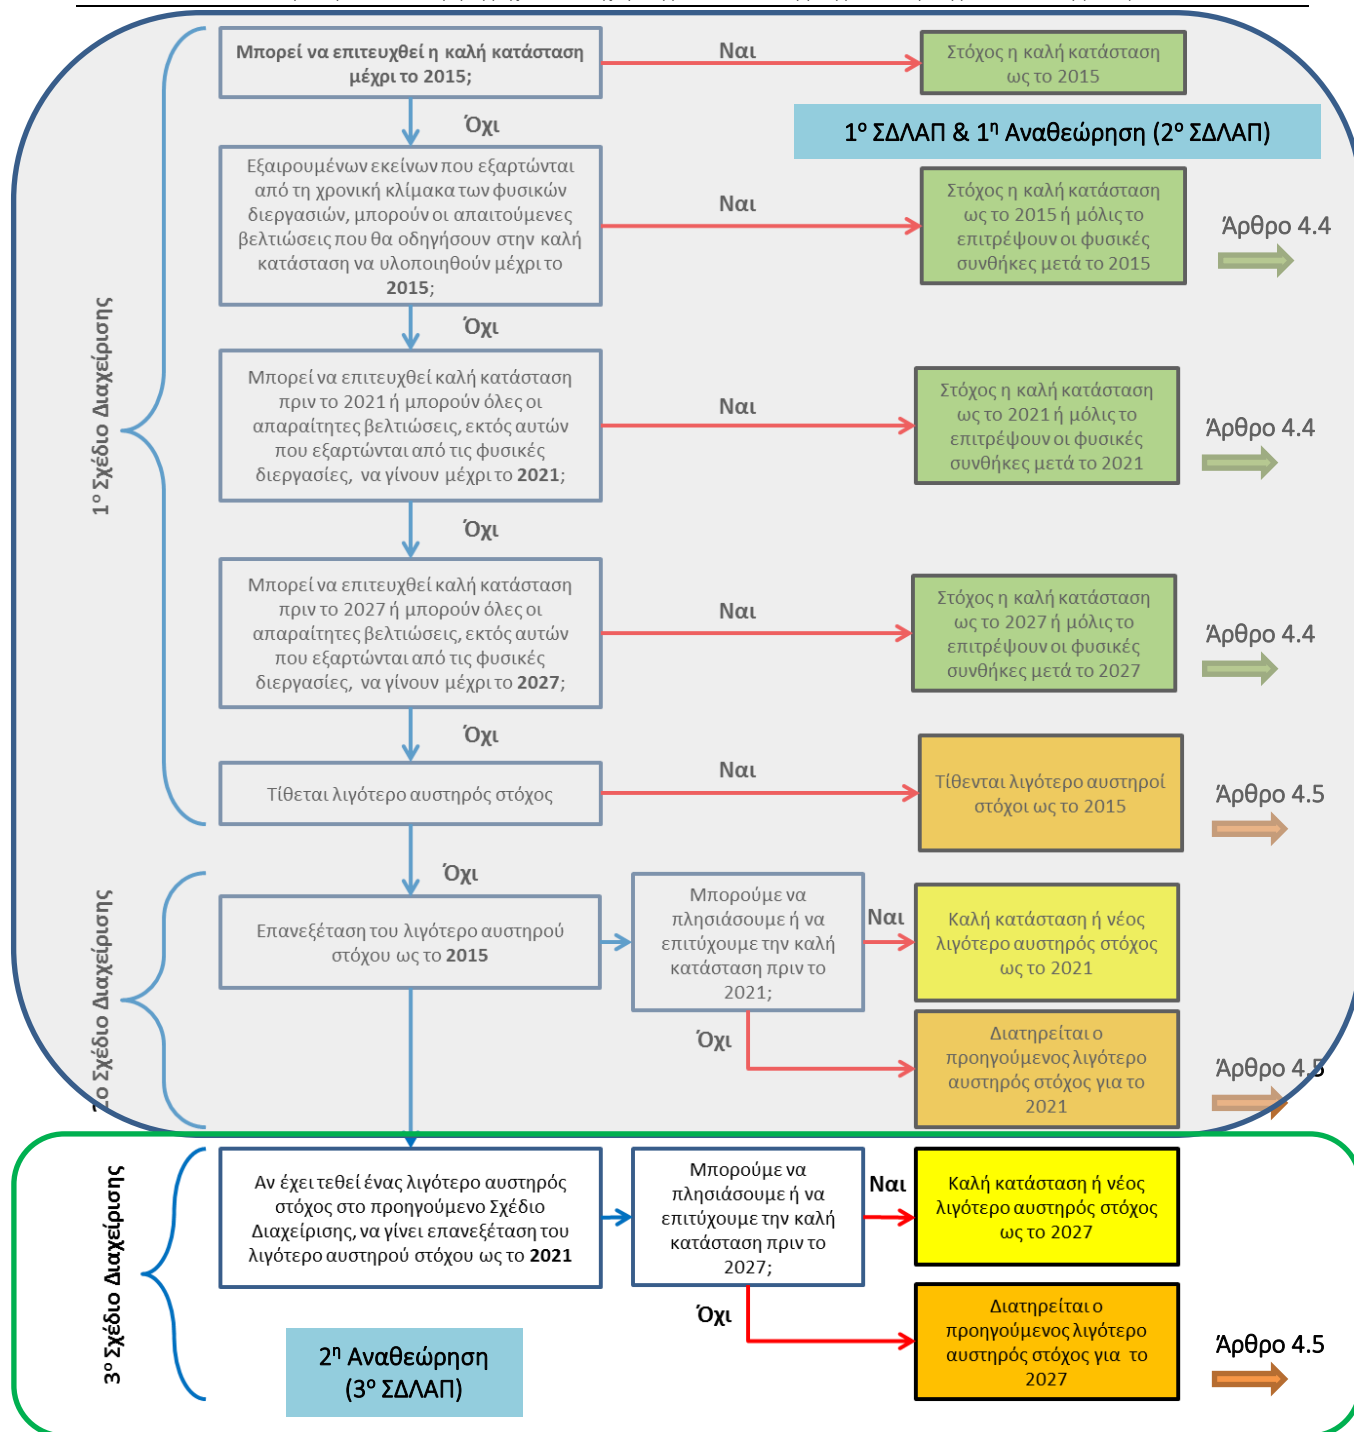 Μπορεί να επιτευχθεί η καλή κατάσταση
μέχρι το 2015;
Ναι
Στόχος η καλή κατάσταση
ως το 2015
Όχι
1ο ΣΔΛΑΠ & 1η Αναθεώρηση (2ο ΣΔΛΑΠ)
Εξαιρουμένων εκείνων που εξαρτώνται
από τη χρονική κλίμακα των φυσικών
διεργασιών, μπορούν οι απαιτούμενες
βελτιώσεις που θα οδηγήσουν στην καλή
κατάσταση να υλοποιηθούν μέχρι το
2015;
Ναι
Στόχος η καλή κατάσταση
ως το 2015 ή μόλις το
επιτρέψουν οι φυσικές
συνθήκες μετά το 2015
Άρθρο 4.4
Όχι
1ο Σχέδιο Διαχείρισης
Μπορεί να επιτευχθεί καλή κατάσταση
πριν το 2021 ή μπορούν όλες οι
απαραίτητες βελτιώσεις, εκτός αυτών
που εξαρτώνται από τις φυσικές
διεργασίες, να γίνουν μέχρι το 2021;
Ναι
Στόχος η καλή κατάσταση
ως το 2021 ή μόλις το
επιτρέψουν οι φυσικές
συνθήκες μετά το 2021
Άρθρο 4.4
Όχι
Μπορεί να επιτευχθεί καλή κατάσταση
πριν το 2027 ή μπορούν όλες οι
απαραίτητες βελτιώσεις, εκτός αυτών
που εξαρτώνται από τις φυσικές
διεργασίες, να γίνουν μέχρι το 2027;
Ναι
Στόχος η καλή κατάσταση
ως το 2027 ή μόλις το
επιτρέψουν οι φυσικές
συνθήκες μετά το 2027
Άρθρο 4.4
Όχι
Τίθεται λιγότερο αυστηρός στόχος
Ναι
Τίθενται λιγότερο αυστηροί
στόχοι ως το 2015
Άρθρο 4.5
Όχι
2ο Σχέδιο Διαχείρισης
Επανεξέταση του λιγότερο αυστηρού
στόχου ως το 2015
Μπορούμε να
πλησιάσουμε ή να
επιτύχουμε την καλή
κατάσταση πριν το
2021;
Ναι
Καλή κατάσταση ή νέος
λιγότερο αυστηρός στόχος
ως το 2021
Όχι
Διατηρείται ο
προηγούμενος λιγότερο
αυστηρός στόχος για το
2021
Άρθρο 4.5
3ο Σχέδιο Διαχείρισης
Αν έχει τεθεί ένας λιγότερο αυστηρός
στόχος στο προηγούμενο Σχέδιο
Διαχείρισης, να γίνει επανεξέταση του
λιγότερο αυστηρού στόχου ως το 2021
Μπορούμε να
πλησιάσουμε ή να
επιτύχουμε την καλή
κατάσταση πριν το
2027;
Ναι
Καλή κατάσταση ή νέος
λιγότερο αυστηρός στόχος
ως το 2027
Όχι
Διατηρείται ο
προηγούμενος λιγότερο
αυστηρός στόχος για το
2027
Άρθρο 4.5
2η Αναθεώρηση
(3ο ΣΔΛΑΠ)